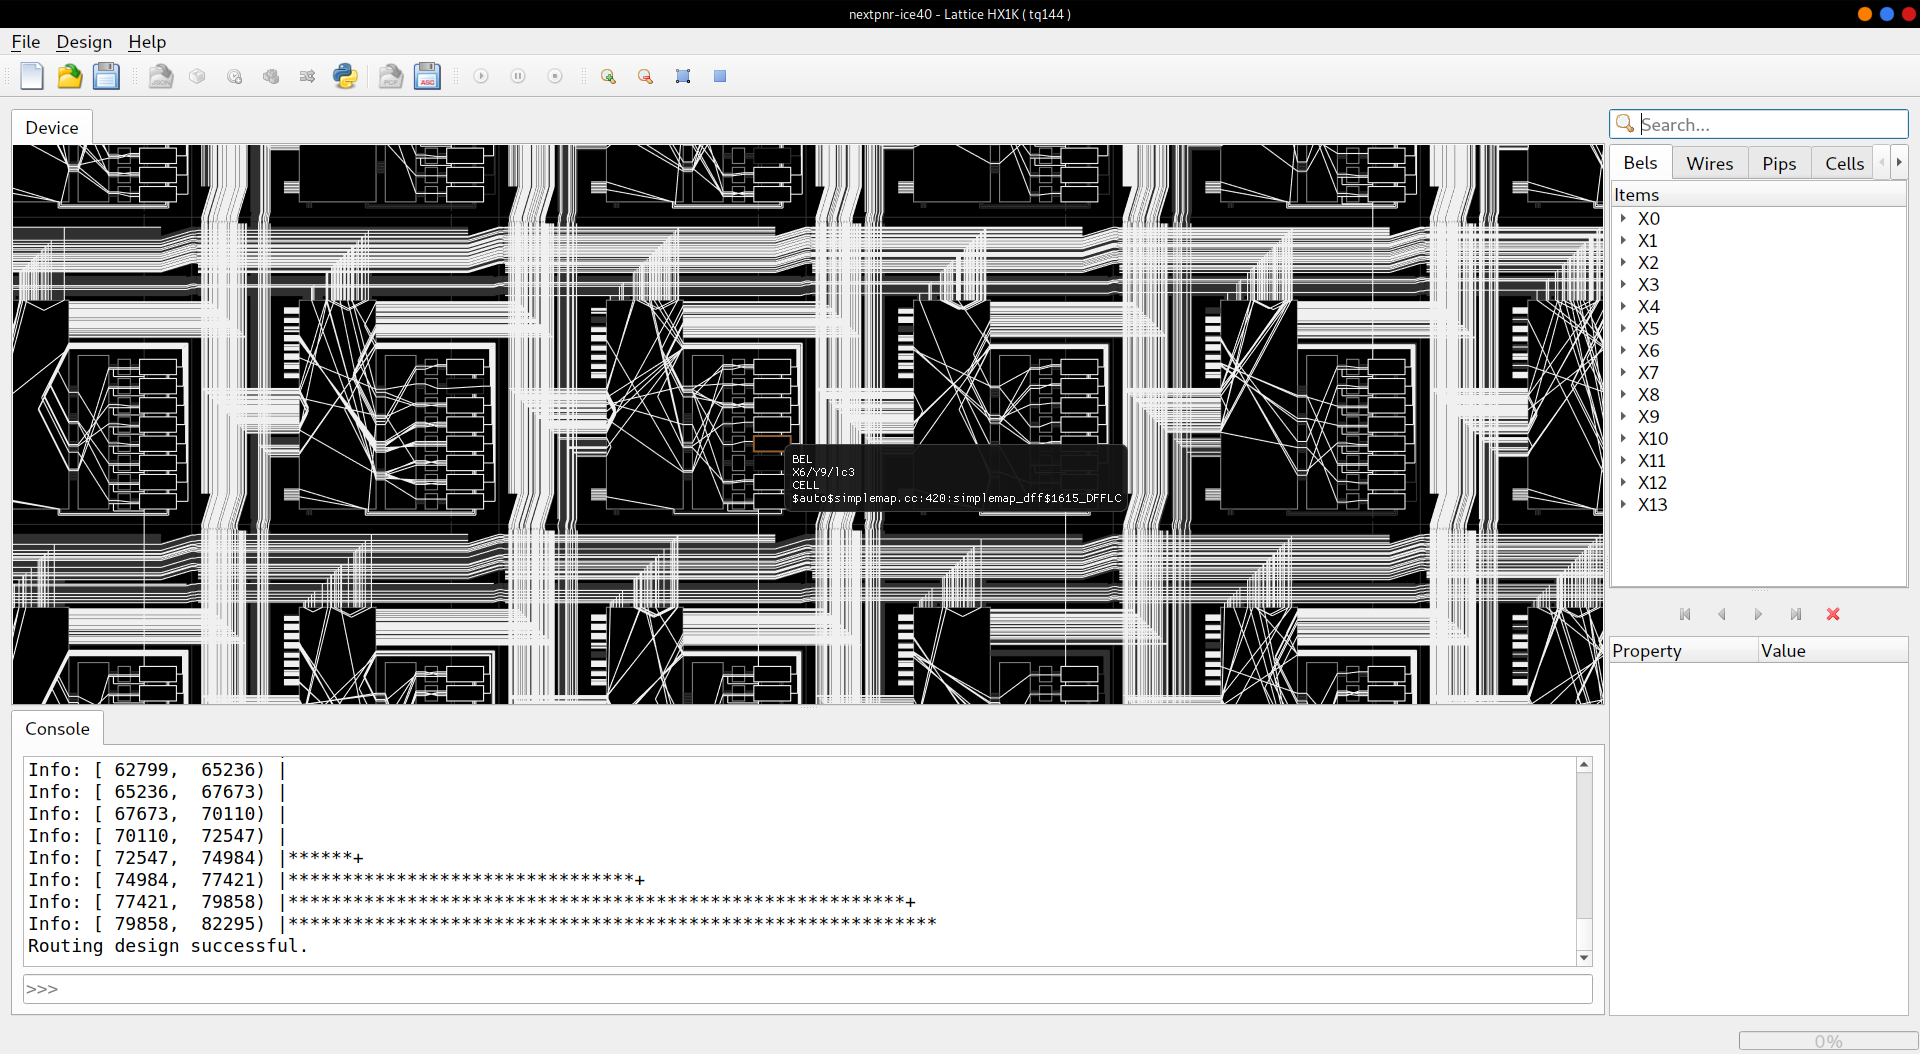 nextpnr-ice40 - Lattice HX1K ( tq144 )
File Design Help
PCF ASC
Device
Search...
Bels Wires Pips Cells
Items
X0
X1
X2
X3
X4
X5
X6
X7
X8
X9
X10
X11
X12
X13
BEL
X6/Y9/lc3
CELL
$auto$simplemap.cc:420:simplemap_dff$1615_DFFLC
Property Value
Console
Info: [ 62799,  65236) |
Info: [ 65236,  67673) |
Info: [ 67673,  70110) |
Info: [ 70110,  72547) |
Info: [ 72547,  74984) |******+
Info: [ 74984,  77421) |********************************+
Info: [ 77421,  79858) |*********************************************************+
Info: [ 79858,  82295) |************************************************************
Routing design successful.
>>>
0%